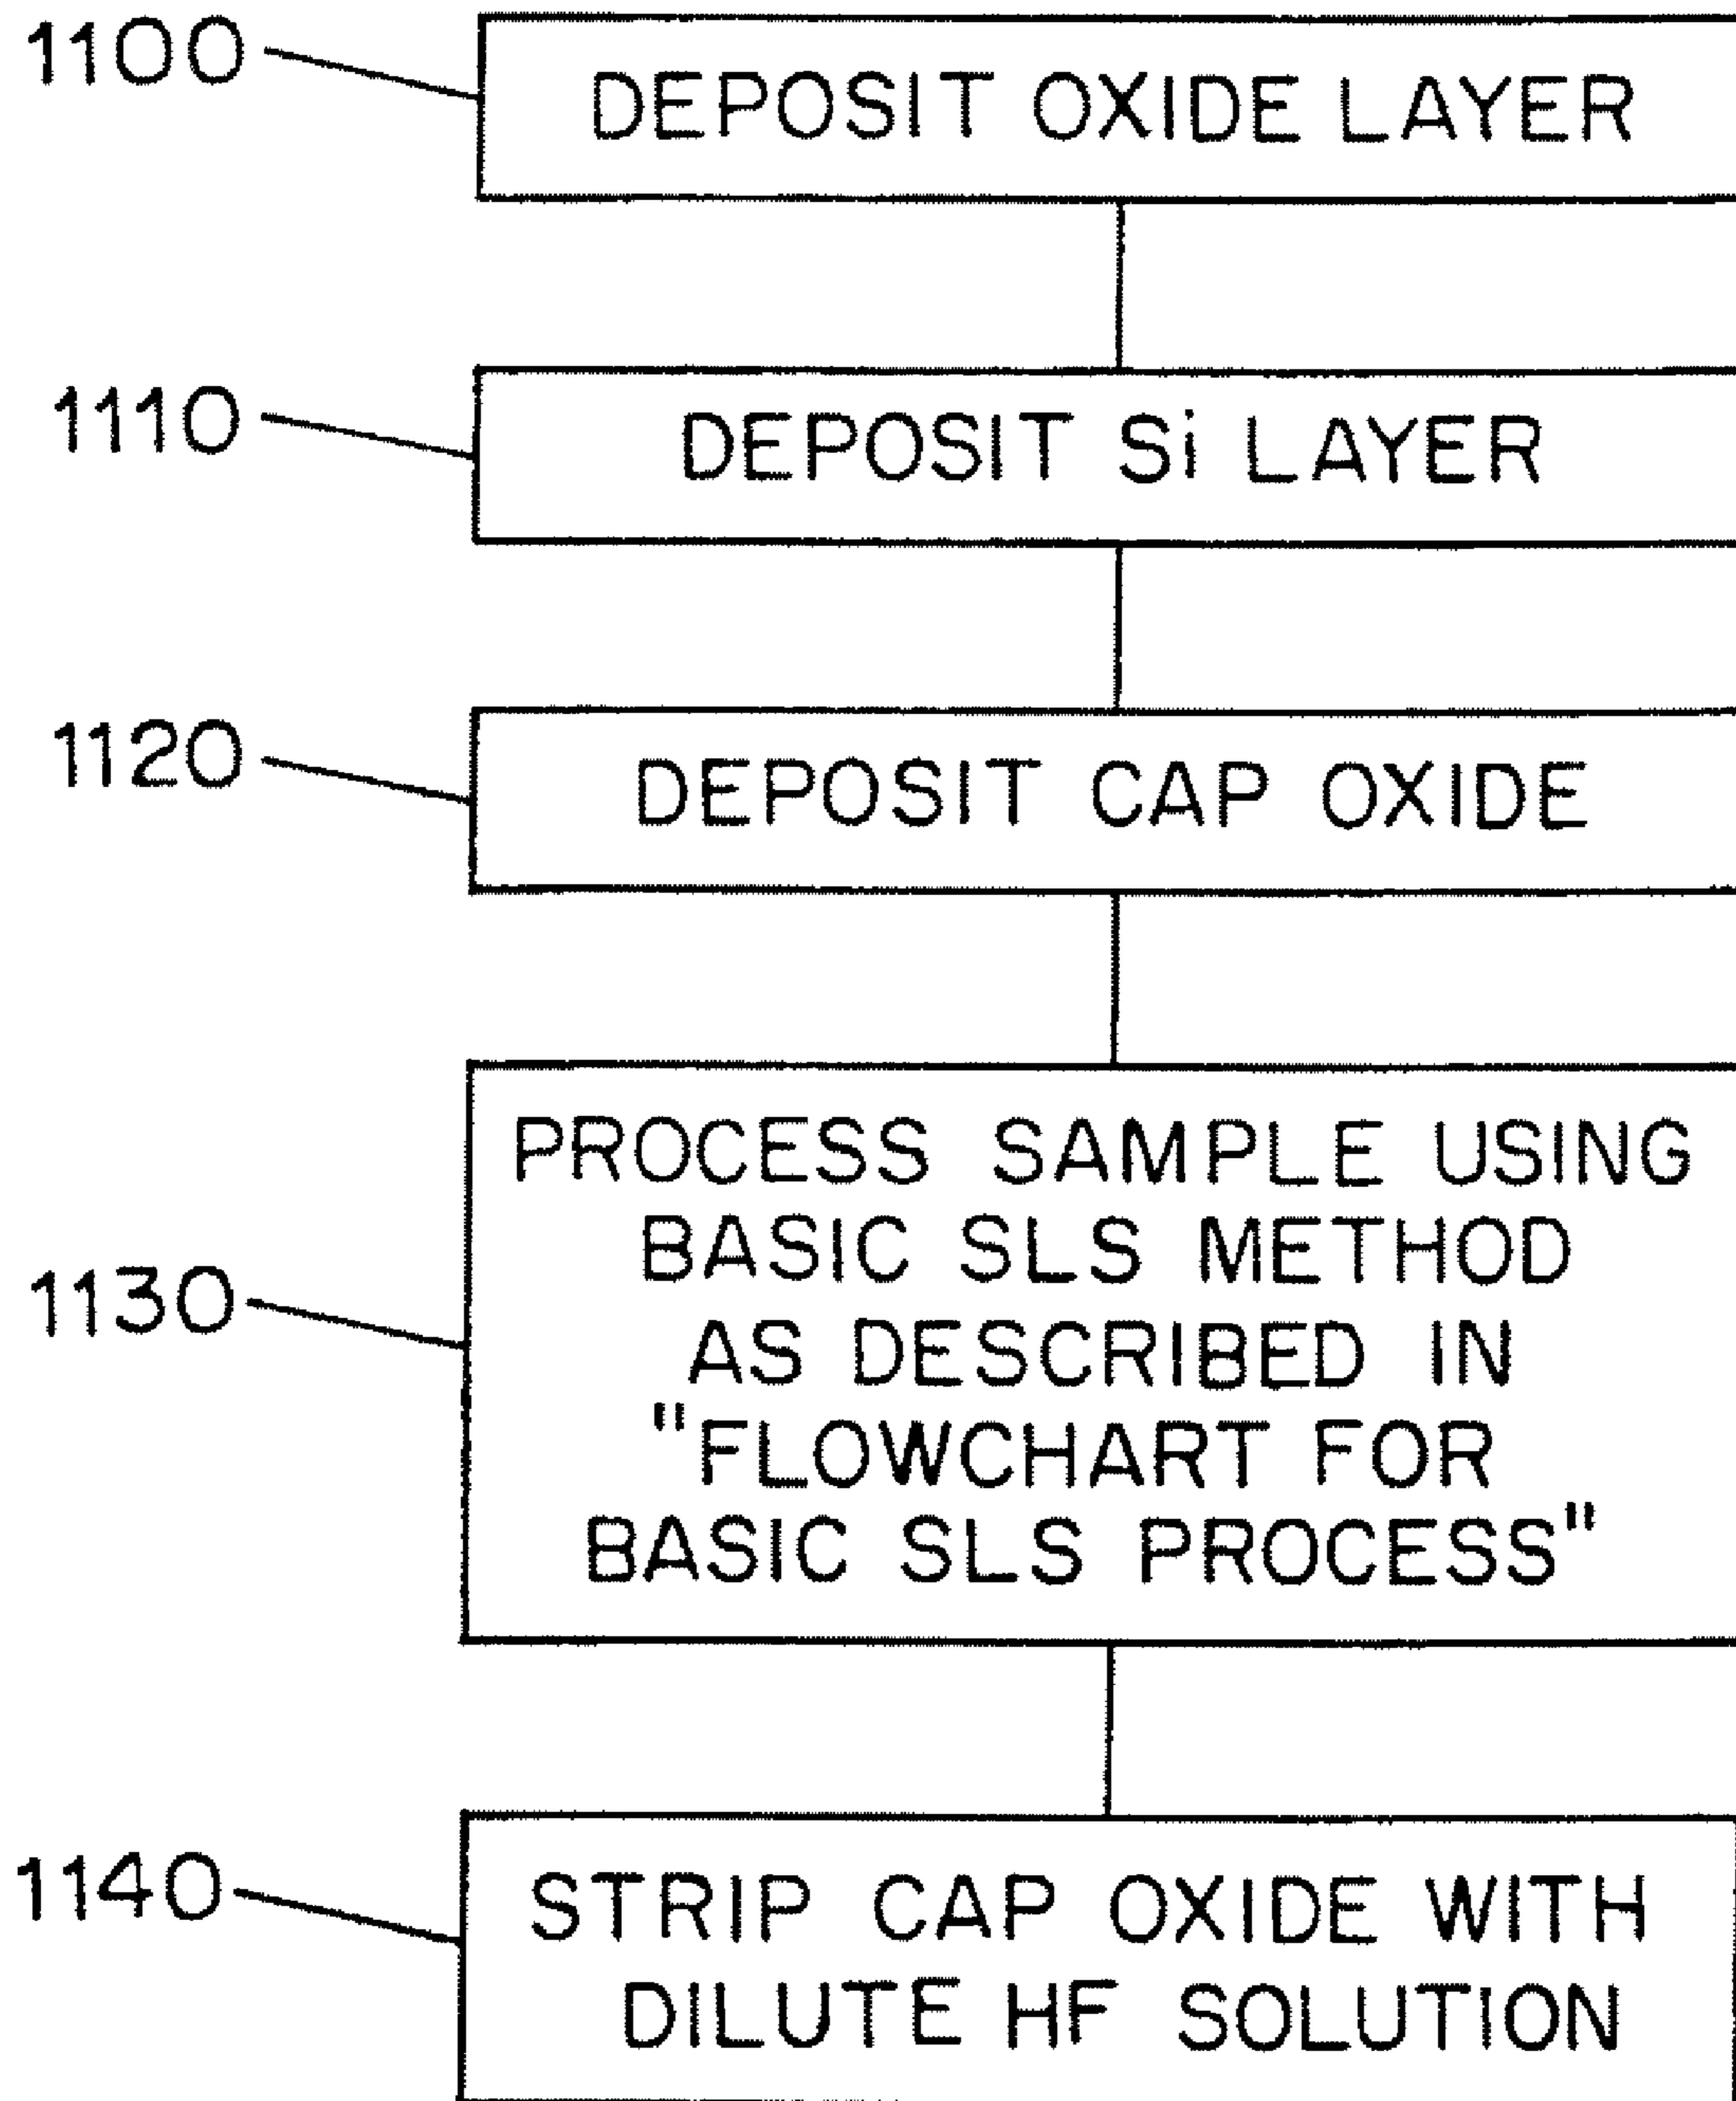 1100
DEPOSIT OXIDE LAYER
1110
DEPOSIT Si LAYER
1120
DEPOSIT CAP OXIDE
1130
PROCESS SAMPLE USING
BASIC SLS METHOD
AS DESCRIBED IN
"FLOWCHART FOR
BASIC SLS PROCESS"
1140
STRIP CAP OXIDE WITH
DILUTE HF SOLUTION